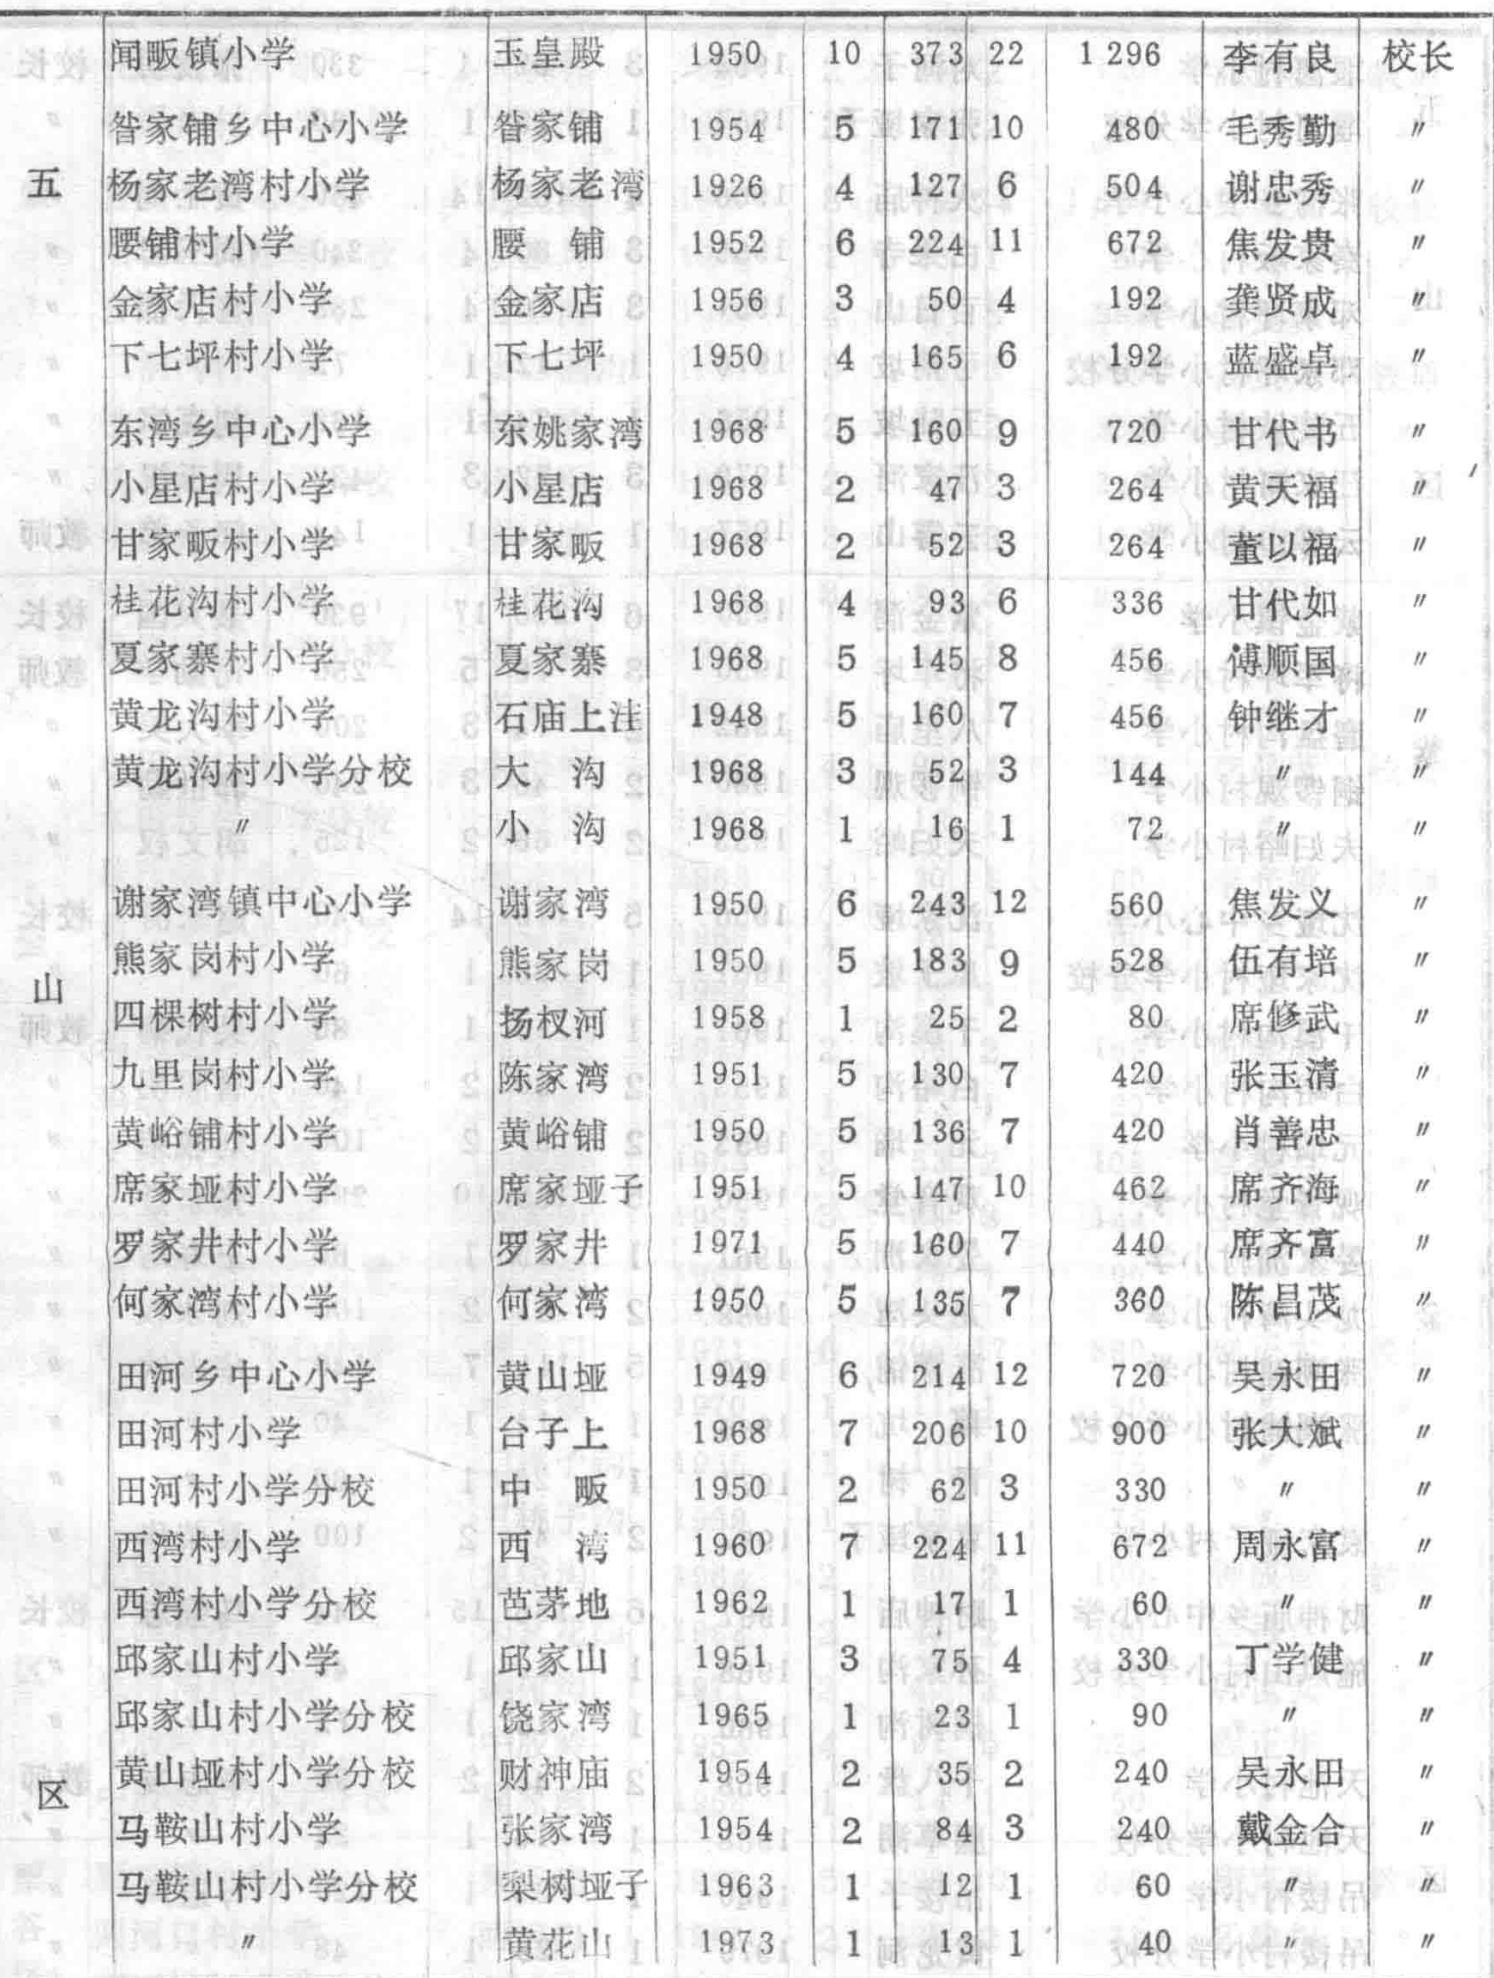 闻畈镇小学 玉皇殿 1950 10 373 22 1 296 李有良 校长
昝家铺乡中心小学 昝家铺 1954 5 171 10 480 毛秀勤 〃
五 杨家老湾村小学 杨家老湾 1926 4 127 6 504 谢忠秀 〃
腰铺村小学 腰 铺 1952 6 224 11 672 焦发贵 〃
金家店村小学 金家店 1956 3 50 4 192 龚贤成 〃
下七坪村小学 下七坪 1950 4 165 6 192 蓝盛卓 〃
东湾乡中心小学 东姚家湾 1968 5 160 9 720 甘代书 〃
小星店村小学 小星店 1968 2 47 3 264 黄天福 〃
甘家畈村小学 甘家畈 1968 2 52 3 264 董以福 〃
桂花沟村小学 桂花沟 1968 4 93 6 336 甘代如 〃
夏家寨村小学 夏家寨 1968 5 145 8 456 傅顺国 〃
黄龙沟村小学 石庙上洼 1948 5 160 7 456 钟继才 〃
黄龙沟村小学分校 大 沟 1968 3 52 3 144 〃 〃
〃 小 沟 1968 1 16 1 72 〃 〃
谢家湾镇中心小学 谢家湾 1950 6 243 12 560 焦发义 〃
山 熊家岗村小学 熊家岗 1950 5 183 9 528 伍有培 〃
四棵树村小学 扬杈河 1958 1 25 2 80 席修武 〃
九里岗村小学 陈家湾 1951 5 130 7 420 张玉清 〃
黄峪铺村小学 黄峪铺 1950 5 136 7 420 肖善忠 〃
席家垭村小学 席家垭子 1951 5 147 10 462 席齐海 〃
罗家井村小学 罗家井 1971 5 160 7 440 席齐富 〃
何家湾村小学 何家湾 1950 5 135 7 360 陈昌茂 〃
田河乡中心小学 黄山垭 1949 6 214 12 720 吴永田 〃
田河村小学 台子上 1968 7 206 10 900 张大斌 〃
田河村小学分校 中 畈 1950 2 62 3 330 〃 〃
西湾村小学 西 湾 1960 7 224 11 672 周永富 〃
西湾村小学分校 芭茅地 1962 1 17 1 60 〃 〃
邱家山村小学 邱家山 1951 3 75 4 330 丁学健 〃
邱家山村小学分校 饶家湾 1965 1 23 1 90 〃 〃
区 黄山垭村小学分校 财神庙 1954 2 35 2 240 吴永田 〃
马鞍山村小学 张家湾 1954 2 84 3 240 戴金合 〃
马鞍山村小学分校 梨树垭子 1963 1 12 1 60 〃 〃
〃 黄花山 1973 1 13 1 40 〃 〃